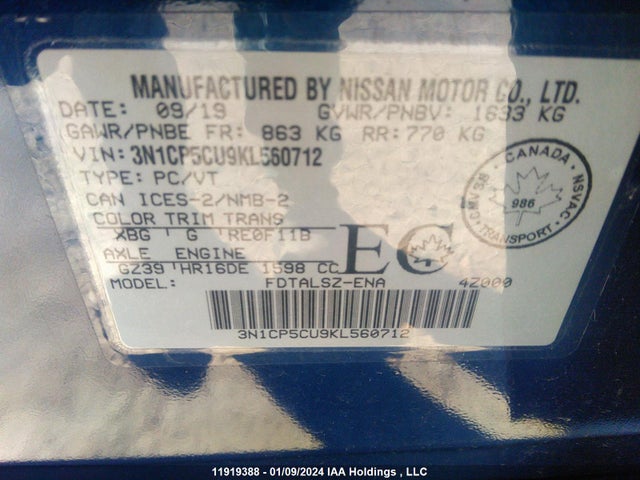 MANUFACTURED BY NISSAN MOTOR CO., LTD.
DATE: 09/19 GVWR/PNBV: 1633 KG
GAWR/PNBE FR: 863 KG RR: 770 KG
VIN: 3N1CP5CU9KL560712
TYPE: PC/VT
CAN ICES-2/NMB-2
COLOR TRIM TRANS
XBG G RE0F11B
AXLE ENGINE
GZ39 HR16DE 1598 CC
EC
MODEL: FDTALSZ-ENA 4Z000
3N1CP5CU9KL560712
CANADA
CMVSS NSVAC
986
TRANSPORT
11919388 - 01/09/2024 IAA Holdings , LLC